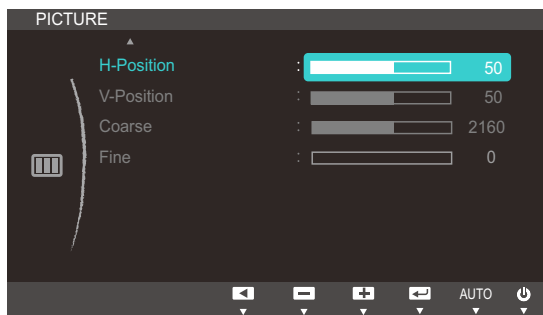 PICTURE
H-Position : 50
V-Position : 50
Coarse : 2160
Fine : 0
AUTO